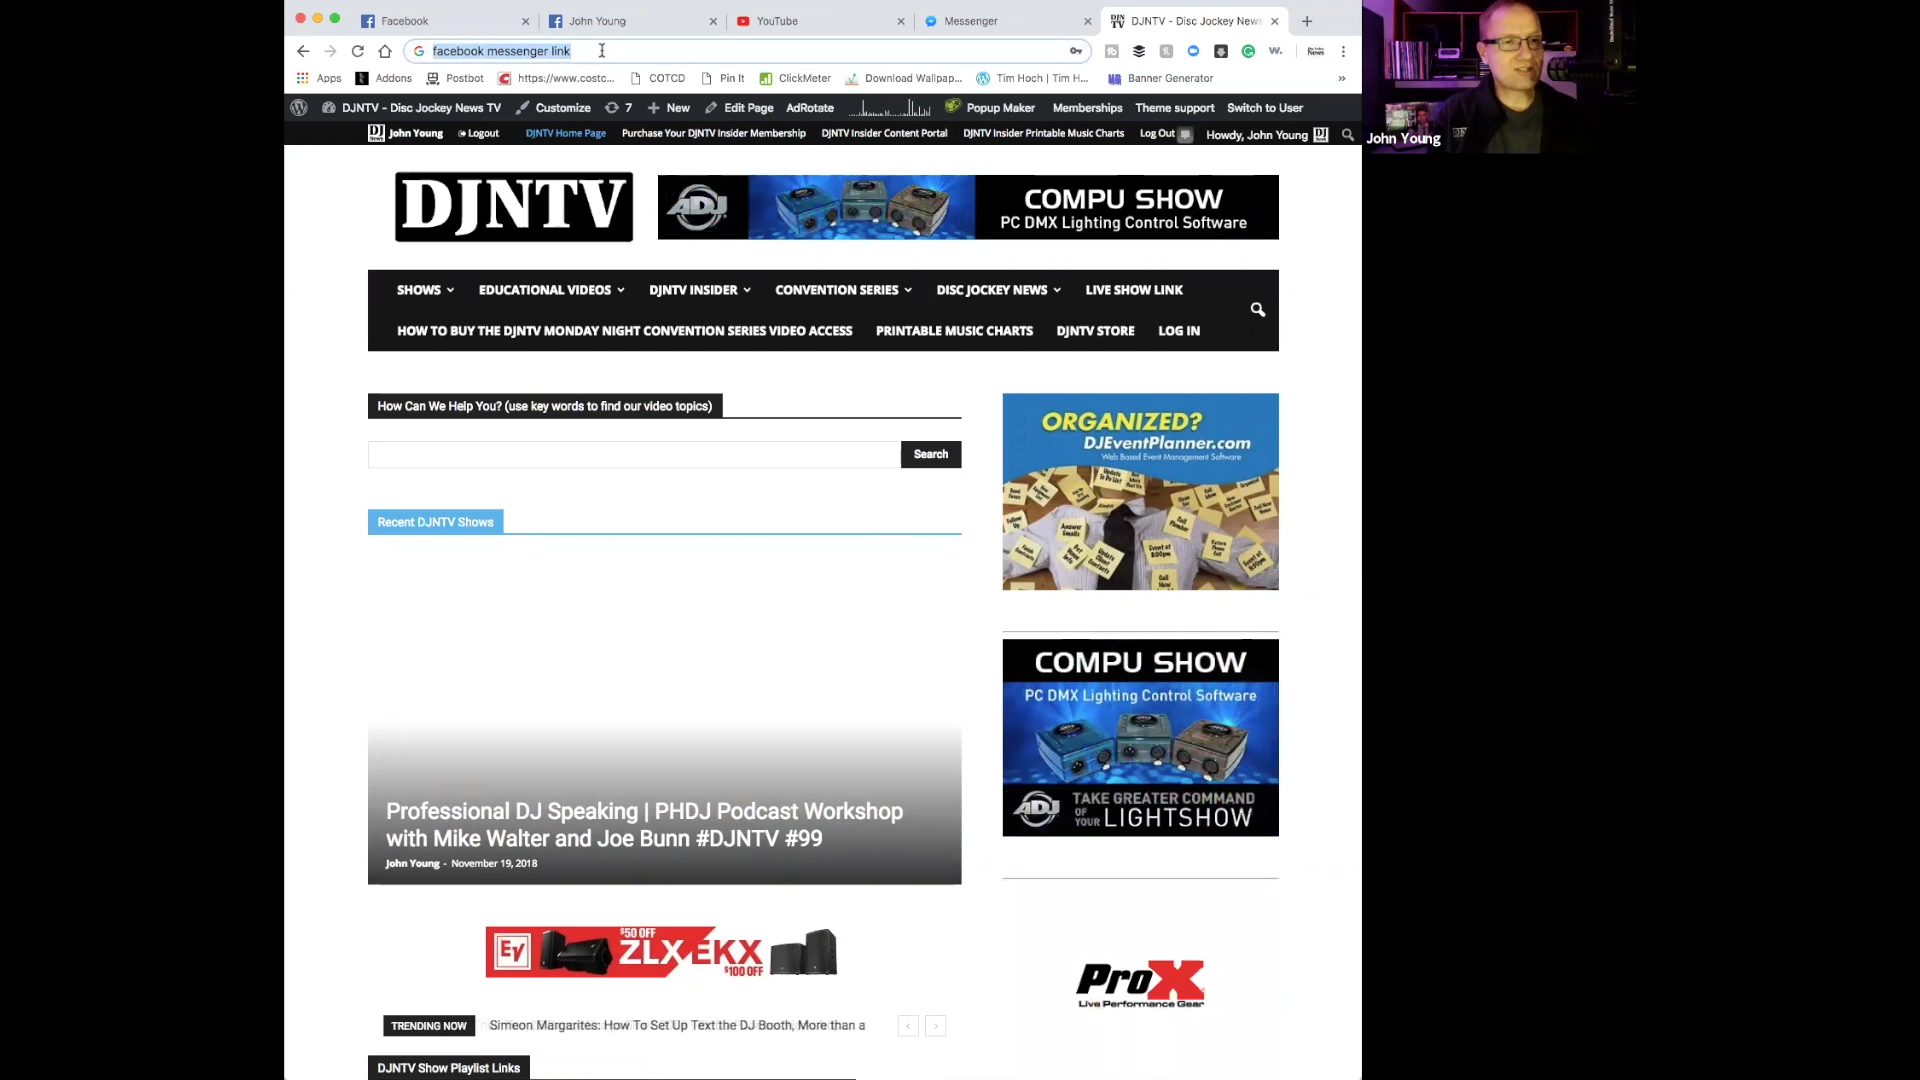 Facebook
John Young
YouTube
Messenger
DJNTV - Disc Jockey News
facebook messenger link
Apps
Addons
Postbot
https://www.costc...
COTCD
Pin It
ClickMeter
Download Wallpap...
Tim Hoch | Tim H...
Banner Generator
»
DJNTV - Disc Jockey News TV
Customize
7
New
Edit Page
AdRotate
Popup Maker
Memberships
Theme support
Switch to User
John Young
Logout
DJNTV Home Page
Purchase Your DJNTV Insider Membership
DJNTV Insider Content Portal
DJNTV Insider Printable Music Charts
Log Out
Howdy, John Young
John Young
DJNTV
ADJ
COMPU SHOW
PC DMX Lighting Control Software
SHOWS
EDUCATIONAL VIDEOS
DJNTV INSIDER
CONVENTION SERIES
DISC JOCKEY NEWS
LIVE SHOW LINK
HOW TO BUY THE DJNTV MONDAY NIGHT CONVENTION SERIES VIDEO ACCESS
PRINTABLE MUSIC CHARTS
DJNTV STORE
LOG IN
How Can We Help You? (use key words to find our video topics)
Search
Recent DJNTV Shows
Professional DJ Speaking | PHDJ Podcast Workshop
with Mike Walter and Joe Bunn #DJNTV #99
John Young - November 19, 2018
ORGANIZED?
DJEventPlanner.com
Web Based Event Management Software
COMPU SHOW
PC DMX Lighting Control Software
ADJ
TAKE GREATER COMMAND
OF YOUR LIGHTSHOW
EV
$50 OFF
ZLX EKX
$100 OFF
ProX
Live Performance Gear
TRENDING NOW
Simeon Margarites: How To Set Up Text the DJ Booth, More than a
DJNTV Show Playlist Links